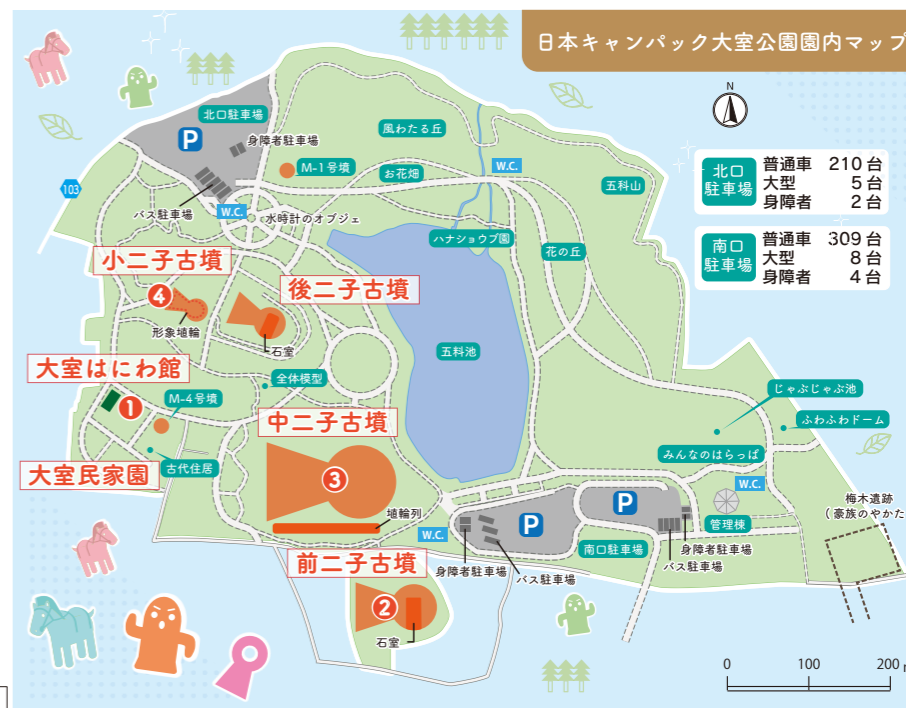 日本キャンパック大室公園園内マップ
N
北口
駐車場
普通車 210台
大型 5台
身障者 2台
南口
駐車場
普通車 309台
大型 8台
身障者 4台
北口駐車場
P
身障者駐車場
風わたる丘
M-1号墳
お花畑
W.C.
五料山
103
バス駐車場
W.C.
水時計のオブジェ
ハナショウブ園
花の丘
小二子古墳
4
形象埴輪
後二子古墳
石室
五料池
大室はにわ館
1
M-4号墳
全体模型
じゃぶじゃぶ池
ふわふわドーム
中二子古墳
3
みんなのはらっぱ
大室民家園
古代住居
埴輪列
W.C.
梅木遺跡
(豪族のやかた
W.C.
P
P
管理棟
南口駐車場
身障者駐車場
バス駐車場
身障者駐車場
バス駐車場
前二子古墳
2
石室
0 100 200